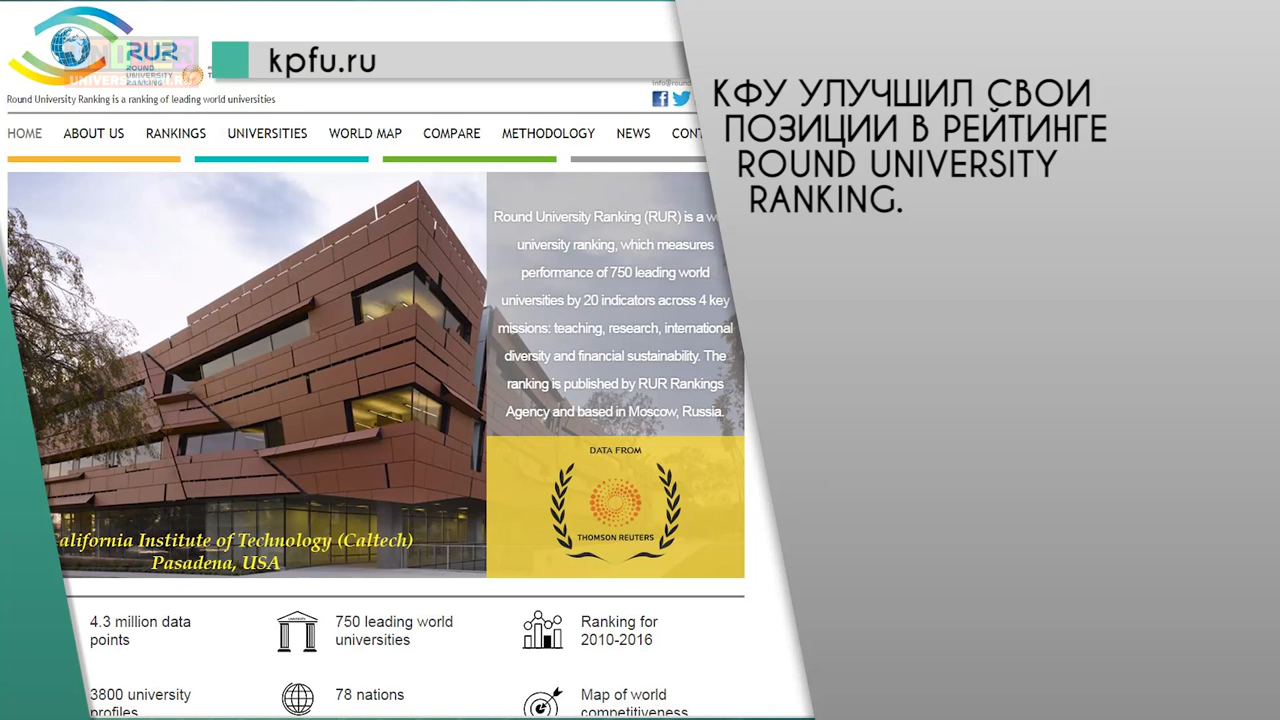 RUR
ROUND
UNIVERSITY
RANKING
kpfu.ru
Round University Ranking is a ranking of leading world universities
HOME ABOUT US RANKINGS UNIVERSITIES WORLD MAP COMPARE METHODOLOGY NEWS
КФУ УЛУЧШИЛ СВОИ
ПОЗИЦИИ В РЕЙТИНГЕ
ROUND UNIVERSITY
RANKING.
Round University Ranking (RUR) is a
university ranking, which measures
performance of 750 leading world
universities by 20 indicators across 4 key
missions: teaching, research, international
diversity and financial sustainability. The
ranking is published by RUR Rankings
Agency and based in Moscow, Russia.
DATA FROM
THOMSON REUTERS
alifornia Institute of Technology (Caltech)
Pasadena, USA
4.3 million data
points
750 leading world
universities
Ranking for
2010-2016
3800 university
profiles
78 nations
Map of world
competitiveness